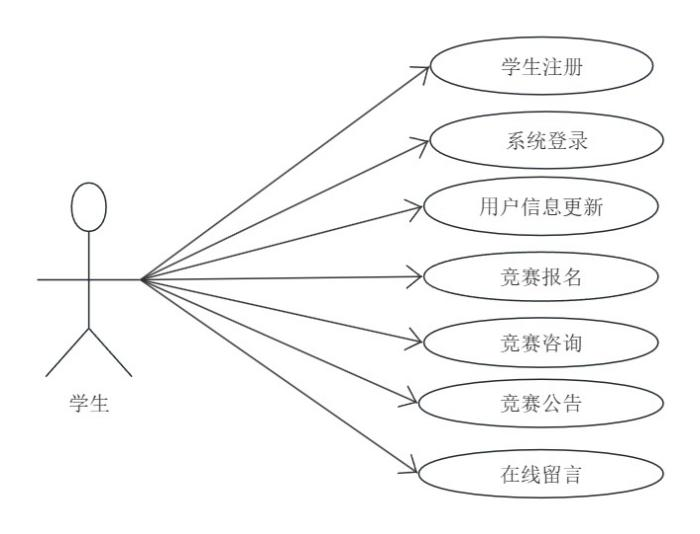 学生注册
系统登录
用户信息更新
竞赛报名
竞赛咨询
竞赛公告
在线留言
学生